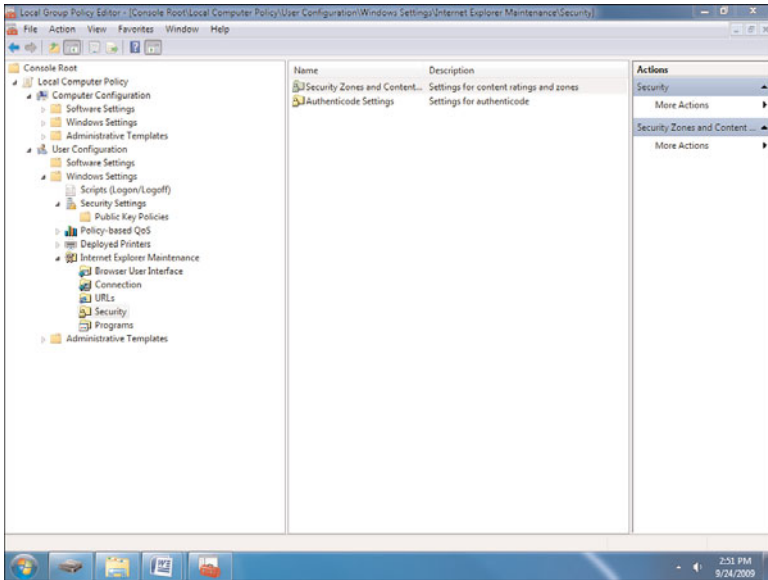 Local Group Policy Editor - [Console Root\Local Computer Policy\User Configuration\Windows Settings\Internet Explorer Maintenance\Security]
File Action View Favorites Window Help
Console Root
Local Computer Policy
Computer Configuration
Software Settings
Windows Settings
Administrative Templates
User Configuration
Software Settings
Windows Settings
Scripts (Logon/Logoff)
Security Settings
Public Key Policies
Policy-based QoS
Deployed Printers
Internet Explorer Maintenance
Browser User Interface
Connection
URLs
Security
Programs
Administrative Templates
Name Description
Security Zones and Content... Settings for content ratings and zones
Authenticode Settings Settings for authenticode
Actions
Security
More Actions
Security Zones and Content ...
More Actions
2:51 PM
9/24/2009